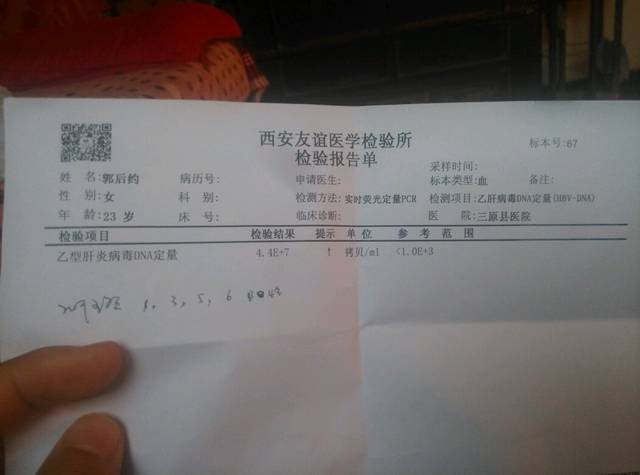 西安友谊医学检验所
检验报告单
标本号:67
姓 名:郭后约 病历号: 申请医生: 采样时间:
标本类型:血 备注:
性 别:女 科 别: 检测方法:实时荧光定量PCR 检测项目:乙肝病毒DNA定量(HBV-DNA)
年 龄:23 岁 床 号: 临床诊断: 医 院:三原县医院
检验项目 检验结果 提示 单 位 参 考 范 围
乙型肝炎病毒DNA定量 4.4E+7 ↑ 拷贝/ml <1.0E+3
1, 3, 5, 6